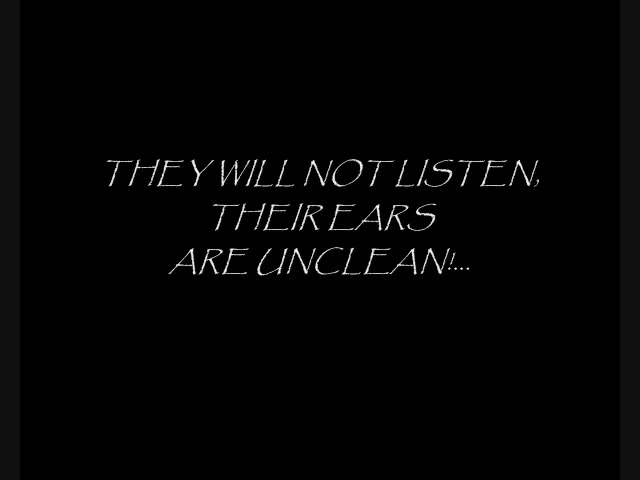 THEY WILL NOT LISTEN,
THEIR EARS
ARE UNCLEAN!...